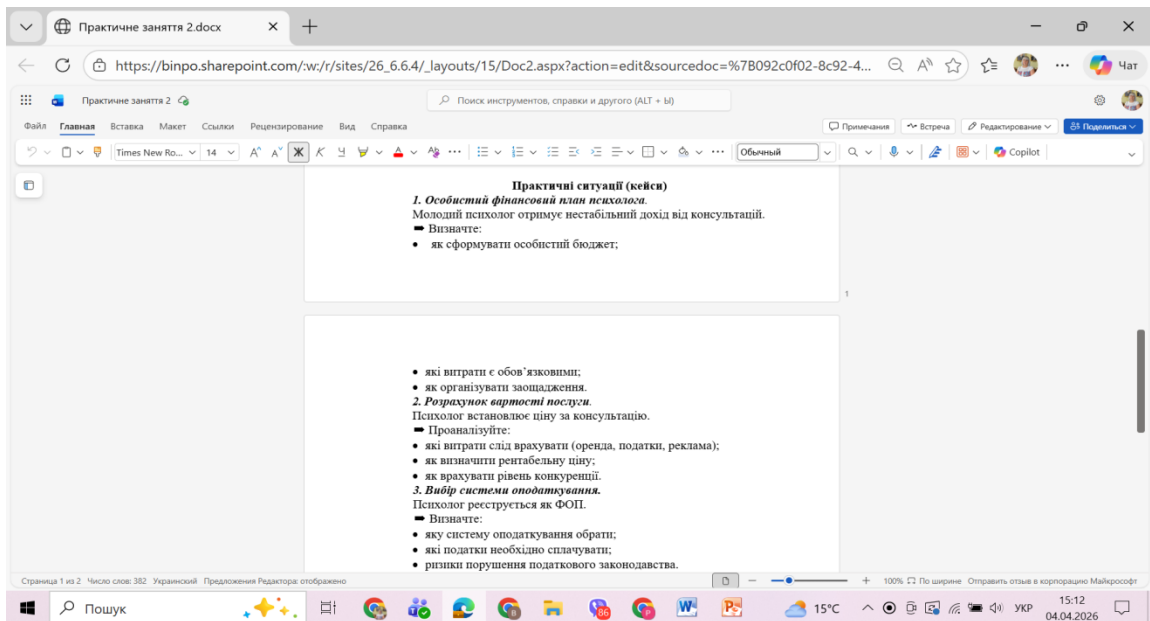 Практичне заняття 2.docx
https://binpo.sharepoint.com/:w:/r/sites/26_6.6.4/_layouts/15/Doc2.aspx?action=edit&sourcedoc=%7B092c0f02-8c92-4...
Чат
Практичне заняття 2
Поиск инструментов, справки и другого (ALT + Ы)
Файл Главная Вставка Макет Ссылки Рецензирование Вид Справка
Примечания Встреча Редактирование Поделиться
Times New Ro... 14 Ж К Ч Обычный Copilot
Практичні ситуації (кейси)
1. Особистий фінансовий план психолога.
Молодий психолог отримує нестабільний дохід від консультацій.
➡ Визначте:
• як сформувати особистий бюджет;
1
• які витрати є обов’язковими;
• як організувати заощадження.
2. Розрахунок вартості послуги.
Психолог встановлює ціну за консультацію.
➡ Проаналізуйте:
• які витрати слід врахувати (оренда, податки, реклама);
• як визначити рентабельну ціну;
• як врахувати рівень конкуренції.
3. Вибір системи оподаткування.
Психолог реєструється як ФОП.
➡ Визначте:
• яку систему оподаткування обрати;
• які податки необхідно сплачувати;
• ризики порушення податкового законодавства.
Страница 1 из 2 Число слов: 382 Украинский Предложения Редактора: отображено 100% По ширине Отправить отзыв в корпорацию Майкрософт
Пошук 86 15°C УКР 15:12
04.04.2026